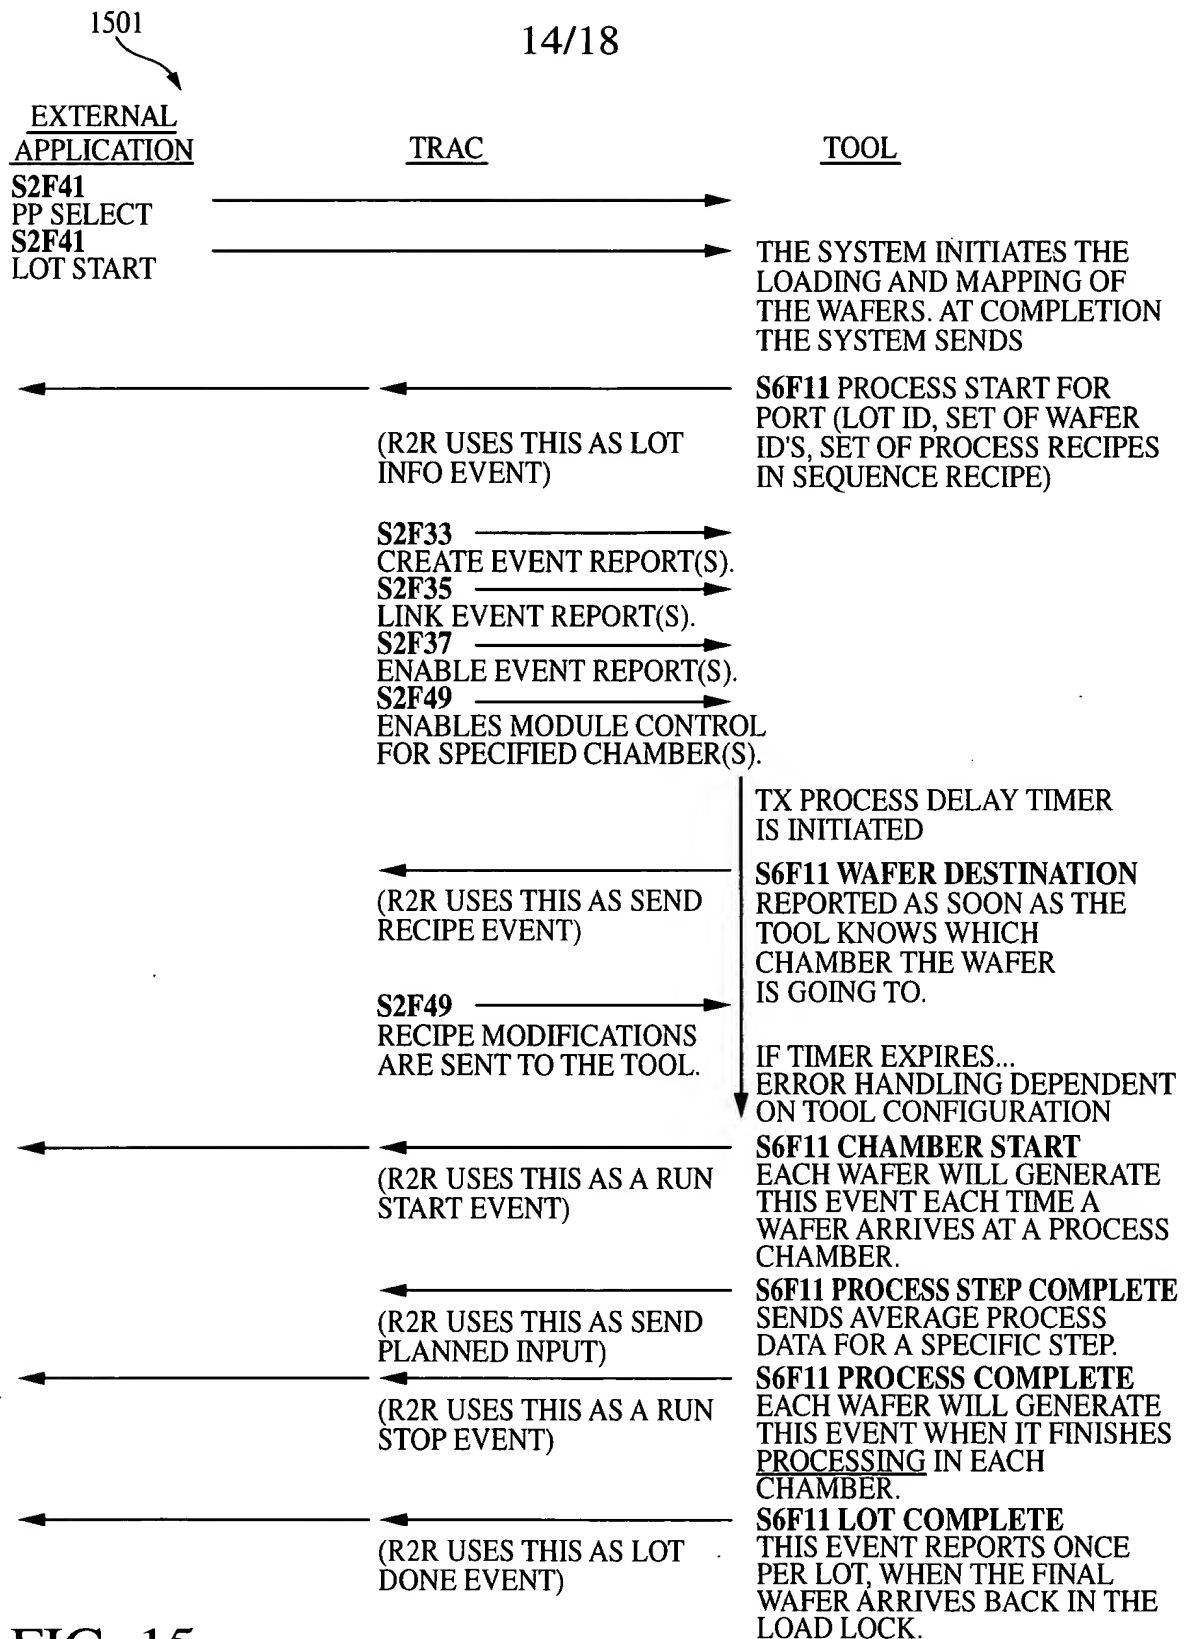 1501
14/18
EXTERNAL
APPLICATION
TRAC
TOOL
S2F41
PP SELECT
S2F41
LOT START
THE SYSTEM INITIATES THE
LOADING AND MAPPING OF
THE WAFERS. AT COMPLETION
THE SYSTEM SENDS
S6F11 PROCESS START FOR
PORT (LOT ID, SET OF WAFER
ID'S, SET OF PROCESS RECIPES
IN SEQUENCE RECIPE)
(R2R USES THIS AS LOT
INFO EVENT)
S2F33
CREATE EVENT REPORT(S).
S2F35
LINK EVENT REPORT(S).
S2F37
ENABLE EVENT REPORT(S).
S2F49
ENABLES MODULE CONTROL
FOR SPECIFIED CHAMBER(S).
TX PROCESS DELAY TIMER
IS INITIATED
S6F11 WAFER DESTINATION
REPORTED AS SOON AS THE
TOOL KNOWS WHICH
CHAMBER THE WAFER
IS GOING TO.
(R2R USES THIS AS SEND
RECIPE EVENT)
S2F49
RECIPE MODIFICATIONS
ARE SENT TO THE TOOL.
IF TIMER EXPIRES...
ERROR HANDLING DEPENDENT
ON TOOL CONFIGURATION
S6F11 CHAMBER START
EACH WAFER WILL GENERATE
THIS EVENT EACH TIME A
WAFER ARRIVES AT A PROCESS
CHAMBER.
(R2R USES THIS AS A RUN
START EVENT)
S6F11 PROCESS STEP COMPLETE
SENDS AVERAGE PROCESS
DATA FOR A SPECIFIC STEP.
(R2R USES THIS AS SEND
PLANNED INPUT)
S6F11 PROCESS COMPLETE
EACH WAFER WILL GENERATE
THIS EVENT WHEN IT FINISHES
PROCESSING IN EACH
CHAMBER.
(R2R USES THIS AS A RUN
STOP EVENT)
S6F11 LOT COMPLETE
THIS EVENT REPORTS ONCE
PER LOT, WHEN THE FINAL
WAFER ARRIVES BACK IN THE
LOAD LOCK.
(R2R USES THIS AS LOT
DONE EVENT)
FIG. 15